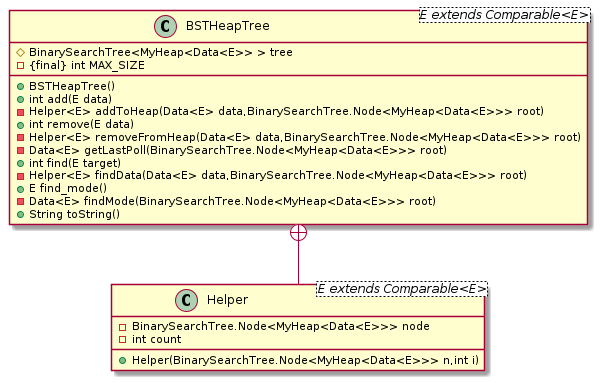 C BSTHeapTree E extends Comparable<E>
BinarySearchTree<MyHeap<Data<E>> > tree
{final} int MAX_SIZE
BSTHeapTree()
int add(E data)
Helper<E> addToHeap(Data<E> data,BinarySearchTree.Node<MyHeap<Data<E>>> root)
int remove(E data)
Helper<E> removeFromHeap(Data<E> data,BinarySearchTree.Node<MyHeap<Data<E>>> root)
Data<E> getLastPoll(BinarySearchTree.Node<MyHeap<Data<E>>> root)
int find(E target)
Helper<E> findData(Data<E> data,BinarySearchTree.Node<MyHeap<Data<E>>> root)
E find_mode()
Data<E> findMode(BinarySearchTree.Node<MyHeap<Data<E>>> root)
String toString()
C Helper E extends Comparable<E>
BinarySearchTree.Node<MyHeap<Data<E>>> node
int count
Helper(BinarySearchTree.Node<MyHeap<Data<E>>> n,int i)